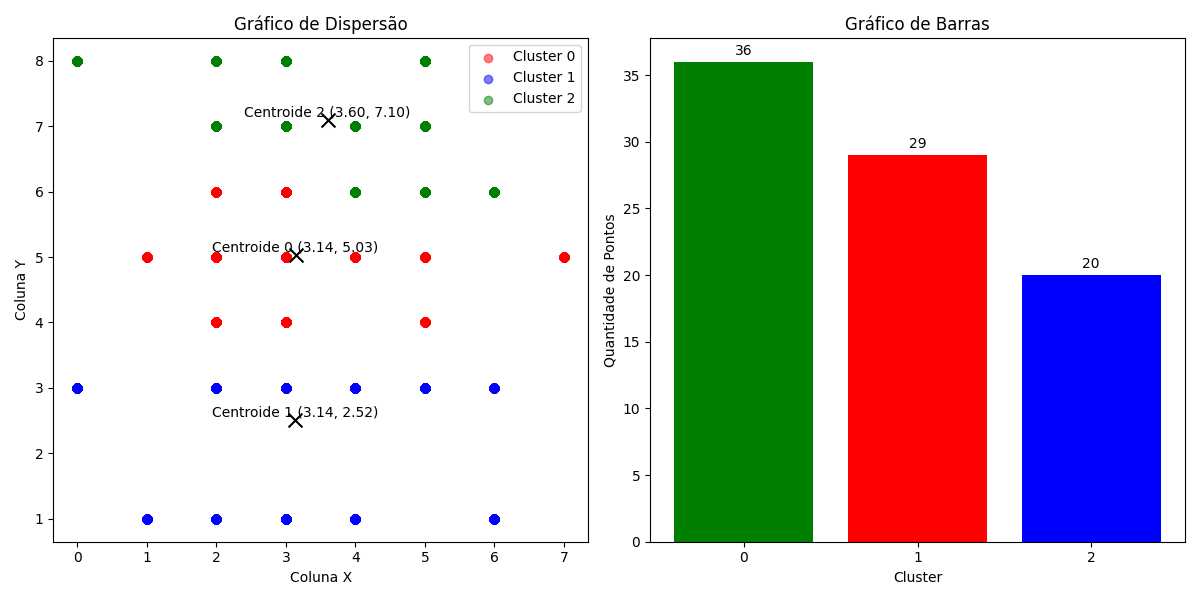 Gráfico de Dispersão
Coluna Y
8
7
6
5
4
3
2
1
Cluster 0
Cluster 1
Cluster 2
Centroide 2 (3.60, 7.10)
Centroide 0 (3.14, 5.03)
Centroide 1 (3.14, 2.52)
0 1 2 3 4 5 6 7
Coluna X
Gráfico de Barras
Quantidade de Pontos
35
30
25
20
15
10
5
0
36
29
20
0 1 2
Cluster